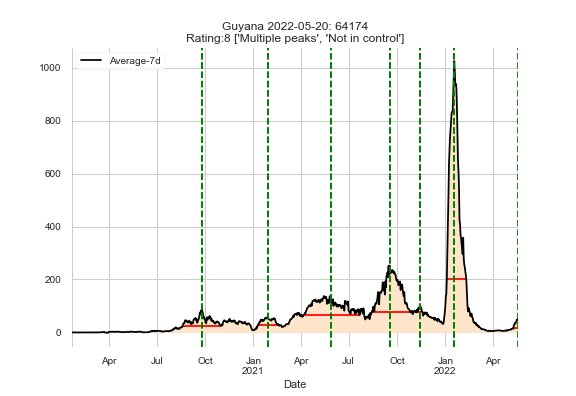 Guyana 2022-05-20: 64174
Rating:8 ['Multiple peaks', 'Not in control']
Average-7d
1000
800
600
400
200
0
Apr Jul Oct Jan Apr Jul Oct Jan Apr
2021 2022
Date